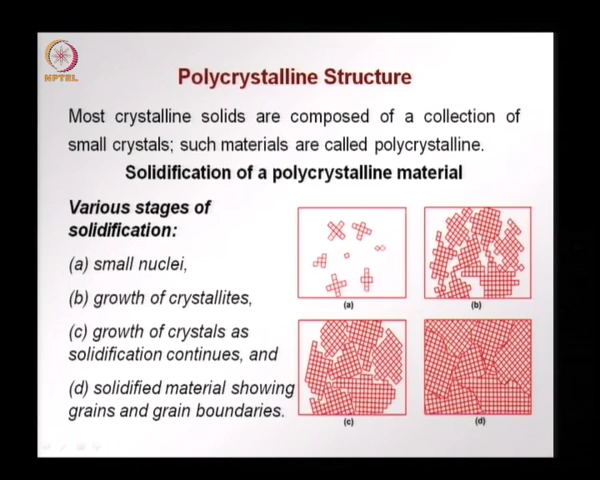 NPTEL
Polycrystalline Structure
Most crystalline solids are composed of a collection of
small crystals; such materials are called polycrystalline.
Solidification of a polycrystalline material
Various stages of
solidification:
(a) small nuclei,
(b) growth of crystallites,
(c) growth of crystals as
solidification continues, and
(d) solidified material showing
grains and grain boundaries.
(a)
(b)
(c)
(d)